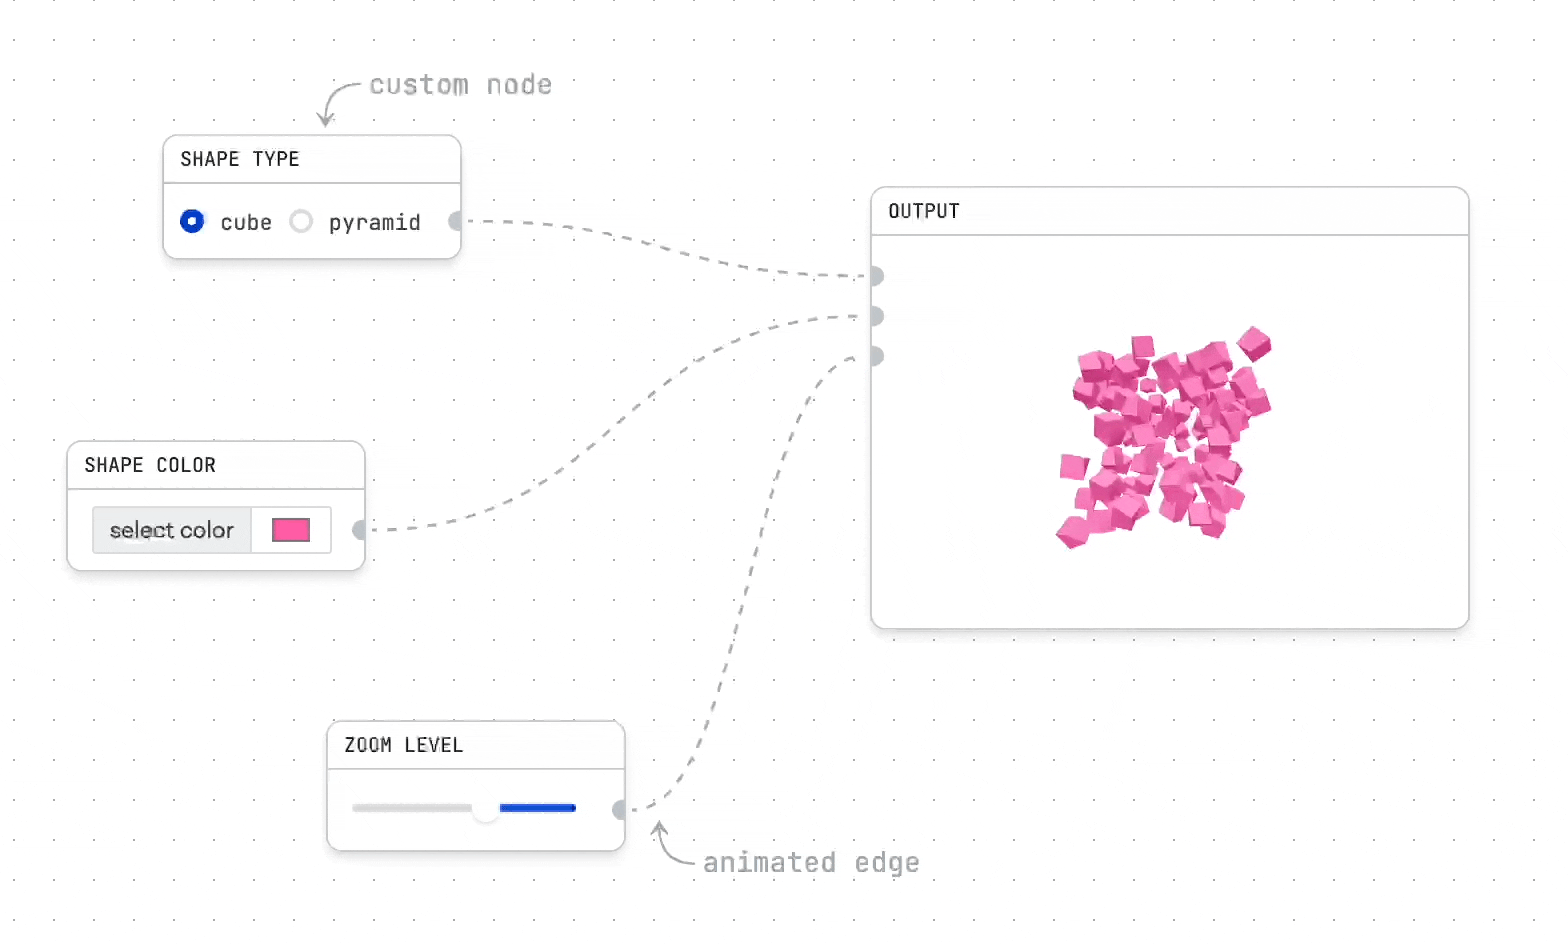 custom node
SHAPE TYPE
cube pyramid
OUTPUT
SHAPE COLOR
select color
ZOOM LEVEL
animated edge